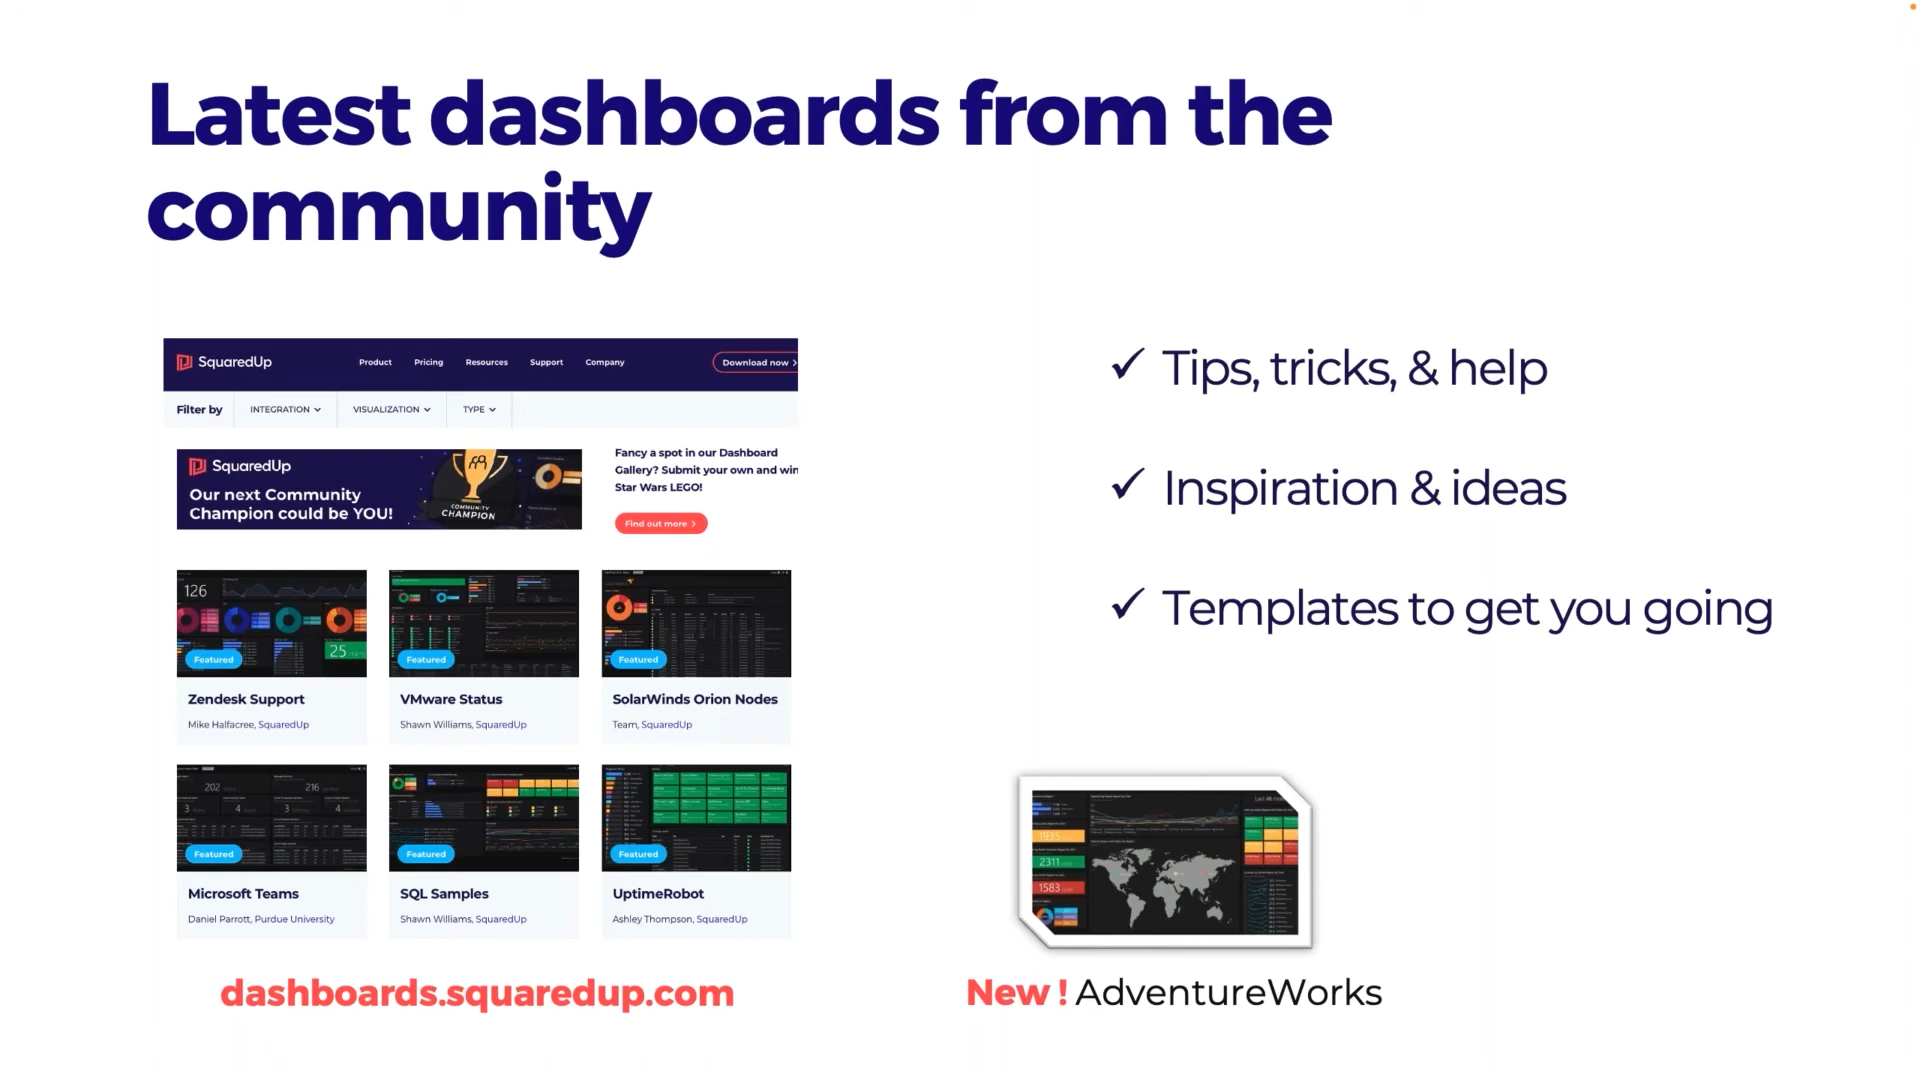 Latest dashboards from the
community
SquaredUp
Product
Pricing
Resources
Support
Company
Download now
Filter by
INTEGRATION
VISUALIZATION
TYPE
SquaredUp
Our next Community
Champion could be YOU!
COMMUNITY
CHAMPION
Fancy a spot in our Dashboard
Gallery? Submit your own and win
Star Wars LEGO!
Find out more
126
25
Featured
Zendesk Support
Mike Halfacree, SquaredUp
Featured
VMware Status
Shawn Williams, SquaredUp
Featured
SolarWinds Orion Nodes
Team, SquaredUp
202
216
3
4
3
4
Featured
Microsoft Teams
Daniel Parrott, Purdue University
Featured
SQL Samples
Shawn Williams, SquaredUp
Featured
UptimeRobot
Ashley Thompson, SquaredUp
dashboards.squaredup.com
✓ Tips, tricks, & help
✓ Inspiration & ideas
✓ Templates to get you going
1935
2311
1583
New ! AdventureWorks